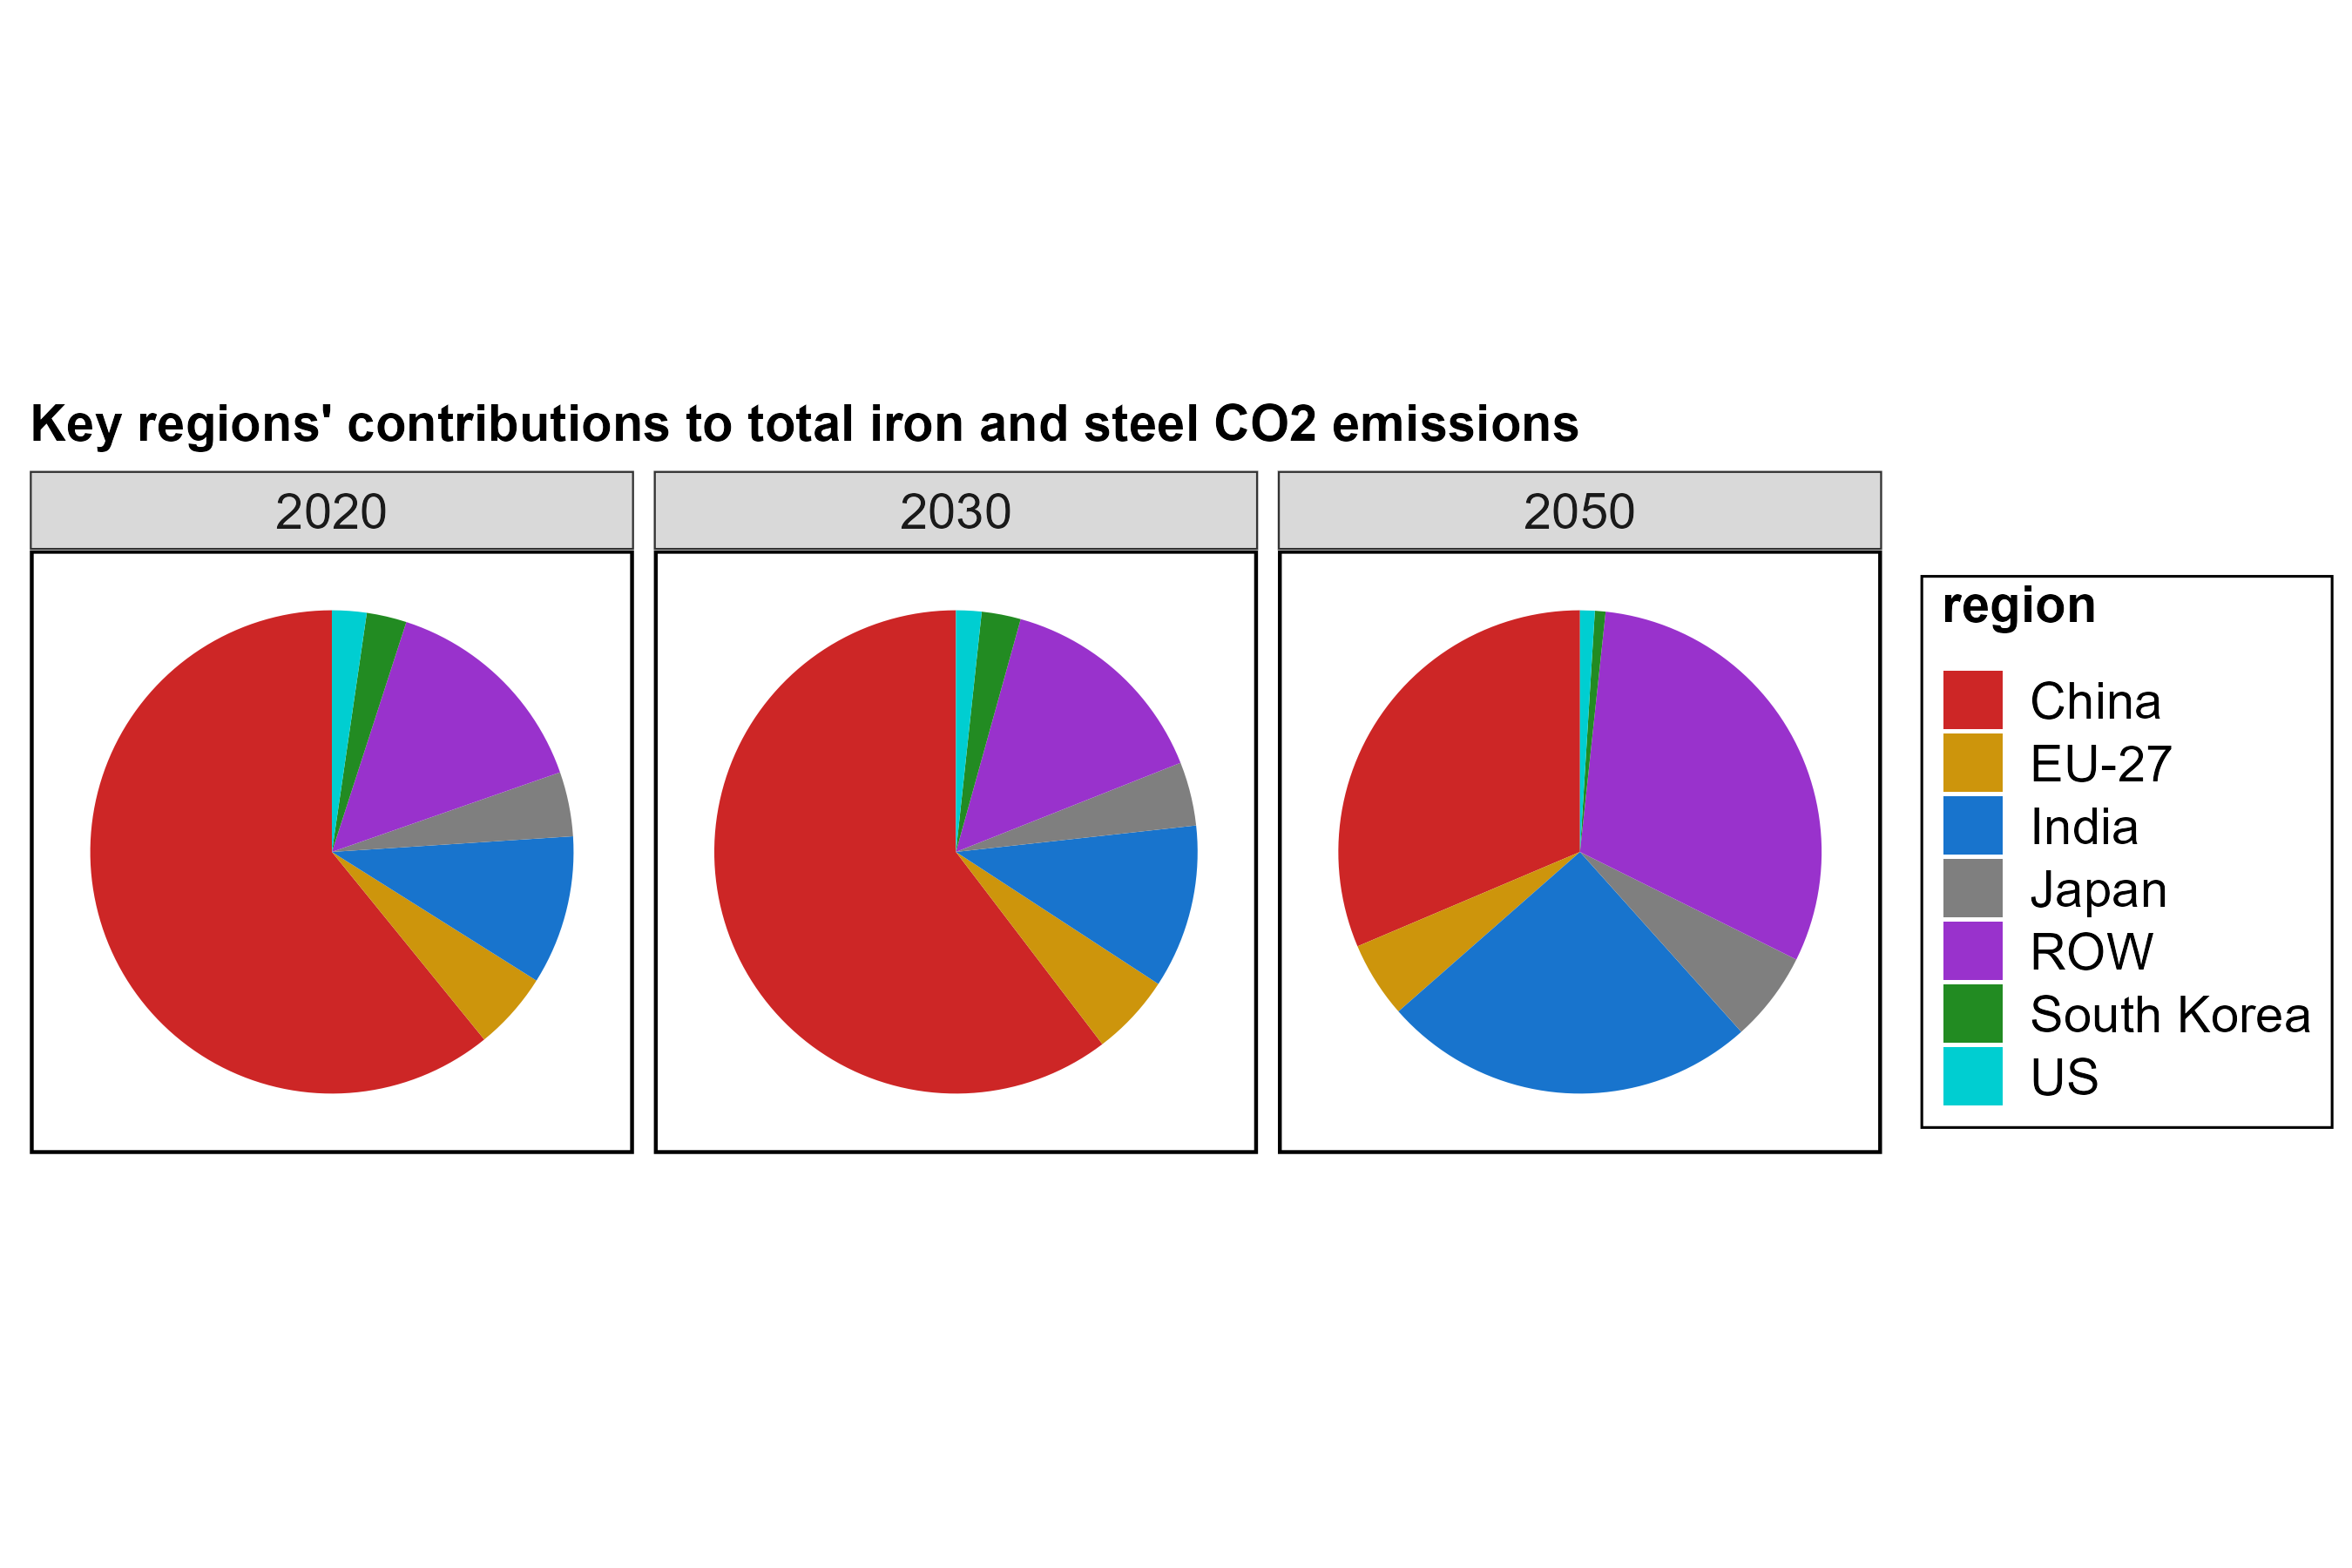 Key regions' contributions to total iron and steel CO2 emissions
2020
2030
2050
region
China
EU-27
India
Japan
ROW
South Korea
US